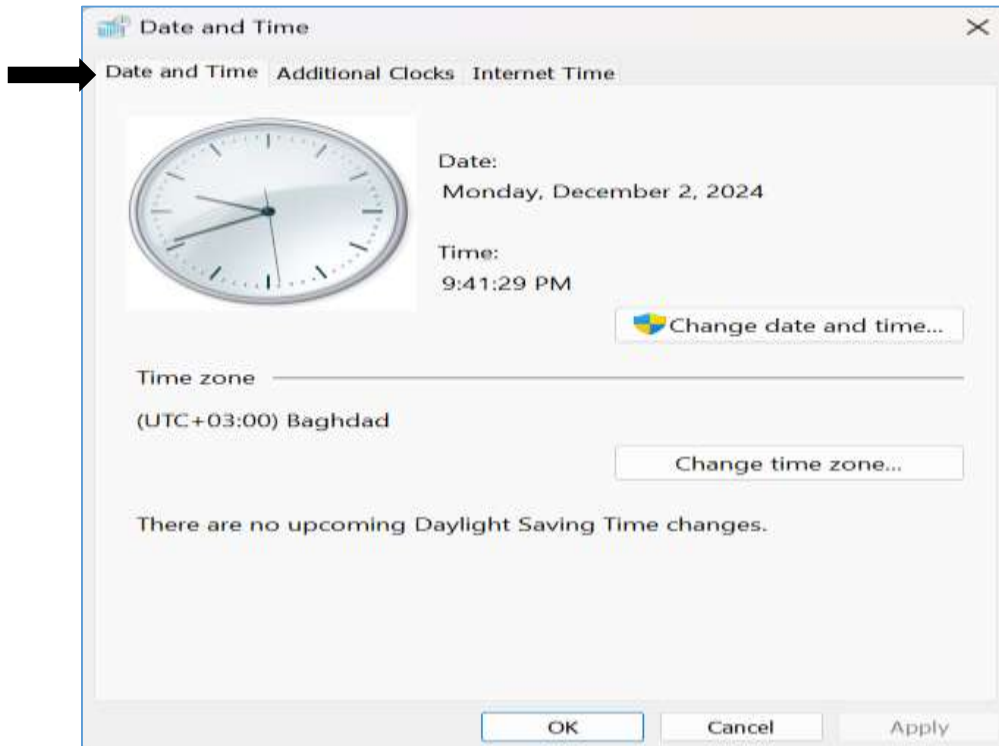 Date and Time
Date and Time Additional Clocks Internet Time
Date:
Monday, December 2, 2024
Time:
9:41:29 PM
Change date and time...
Time zone
(UTC+03:00) Baghdad
Change time zone...
There are no upcoming Daylight Saving Time changes.
OK Cancel Apply